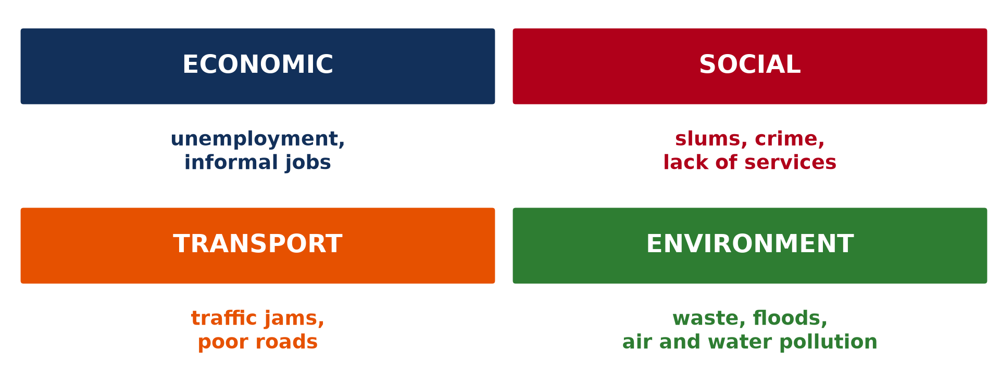 ECONOMIC
unemployment,
informal jobs
SOCIAL
slums, crime,
lack of services
TRANSPORT
traffic jams,
poor roads
ENVIRONMENT
waste, floods,
air and water pollution